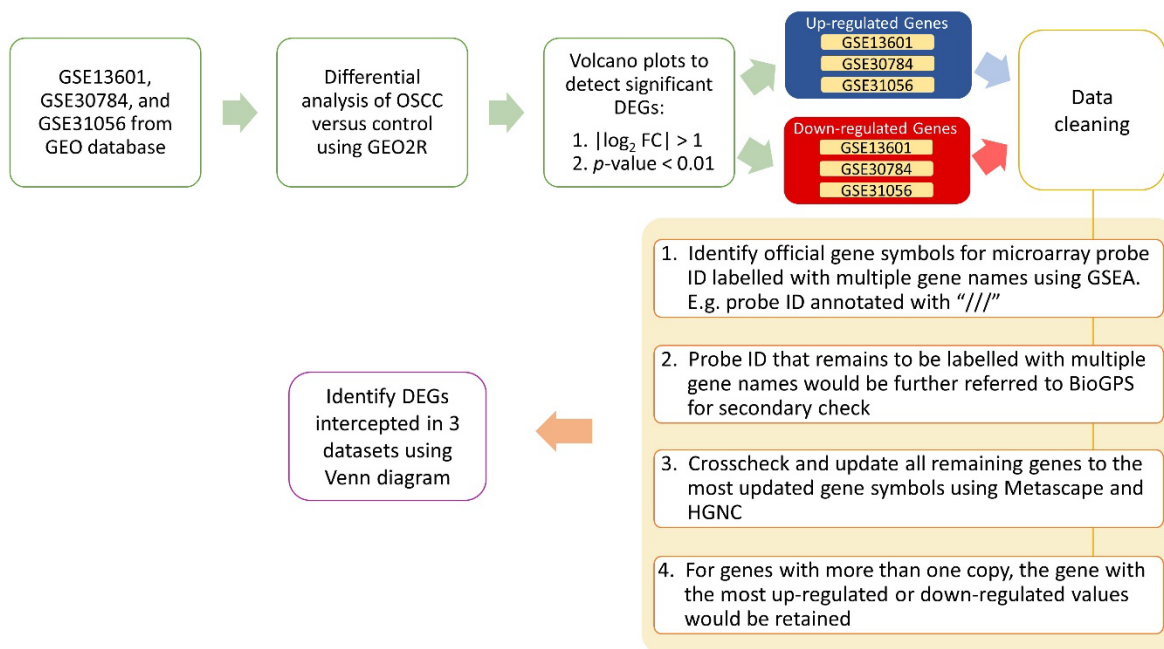 GSE13601,
GSE30784, and
GSE31056 from
GEO database
Differential
analysis of OSCC
versus control
using GEO2R
Volcano plots to
detect significant
DEGs:
1. |log₂ FC| > 1
2. p-value < 0.01
Up-regulated Genes
GSE13601
GSE30784
GSE31056
Down-regulated Genes
GSE13601
GSE30784
GSE31056
Data
cleaning
1. Identify official gene symbols for microarray probe
ID labelled with multiple gene names using GSEA.
E.g. probe ID annotated with “///”
2. Probe ID that remains to be labelled with multiple
gene names would be further referred to BioGPS
for secondary check
3. Crosscheck and update all remaining genes to the
most updated gene symbols using Metascape and
HGNC
4. For genes with more than one copy, the gene with
the most up-regulated or down-regulated values
would be retained
Identify DEGs
intercepted in 3
datasets using
Venn diagram